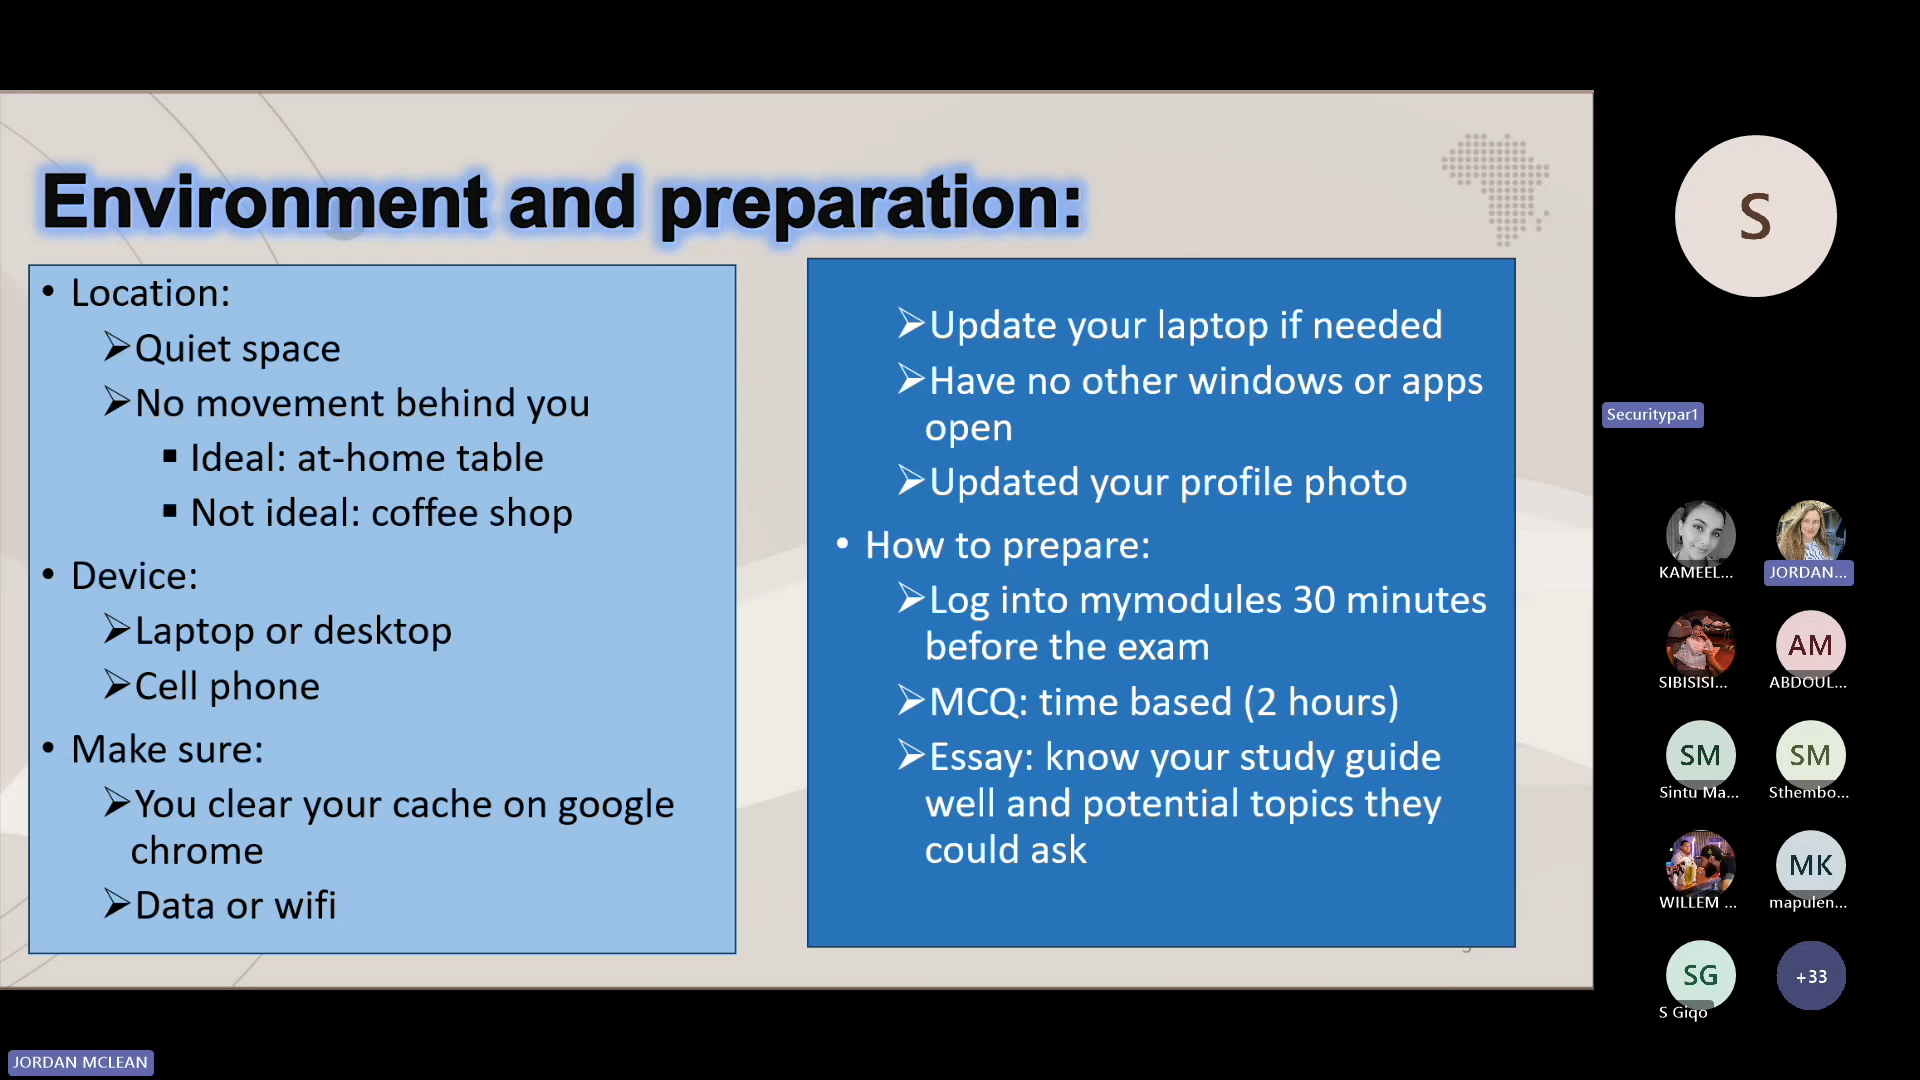 Environment and preparation:
• Location:
➢Quiet space
➢No movement behind you
▪ Ideal: at-home table
▪ Not ideal: coffee shop
• Device:
➢Laptop or desktop
➢Cell phone
• Make sure:
➢You clear your cache on google
chrome
➢Data or wifi
➢Update your laptop if needed
➢Have no other windows or apps
open
➢Updated your profile photo
• How to prepare:
➢Log into mymodules 30 minutes
before the exam
➢MCQ: time based (2 hours)
➢Essay: know your study guide
well and potential topics they
could ask
S
Securitypar1
KAMEEL...
JORDAN...
SIBISISI...
AM
ABDOUL...
SM
Sintu Ma...
SM
Sthembo...
WILLEM ...
MK
mapulen...
SG
S Giqo
+33
JORDAN MCLEAN